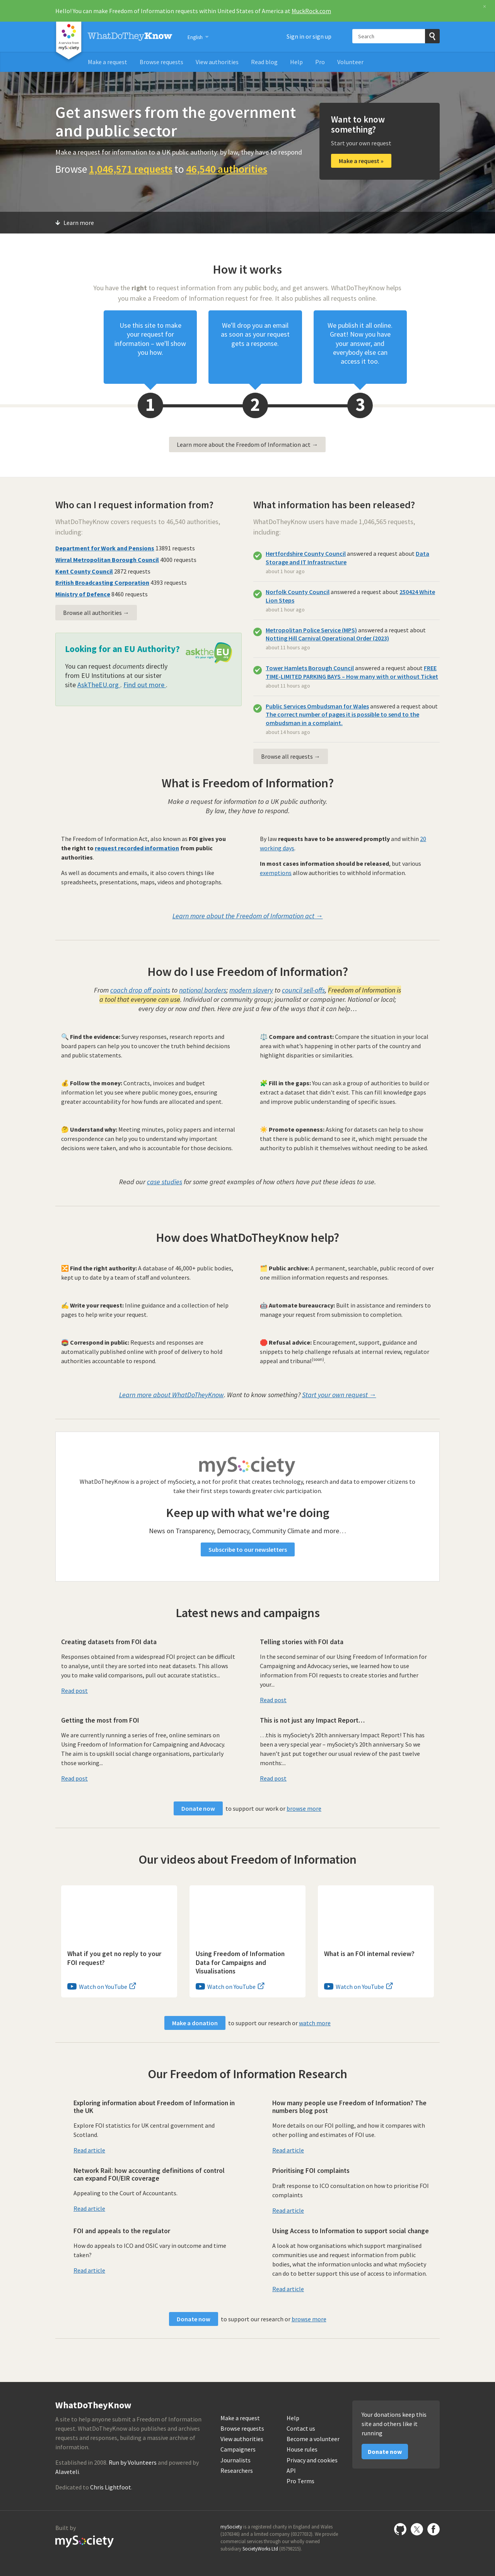 Hello! You can make Freedom of Information requests within United States of America at MuckRock.com
×
WhatDoTheyKnow
English
Sign in or sign up
Search
Make a request
Browse requests
View authorities
Read blog
Help
Pro
Volunteer
Get answers from the government
and public sector
Make a request for information to a UK public authority: by law, they have to respond
Browse 1,046,571 requests to 46,540 authorities
Want to know
something?
Start your own request
Make a request »
↓ Learn more
How it works
You have the right to request information from any public body, and get answers. WhatDoTheyKnow helps
you make a Freedom of Information request for free. It also publishes all requests online.
Use this site to make
your request for
information – we'll show
you how.
We'll drop you an email
as soon as your request
gets a response.
We publish it all online.
Great! Now you have
your answer, and
everybody else can
access it too.
1
2
3
Learn more about the Freedom of Information act →
Who can I request information from?
WhatDoTheyKnow covers requests to 46,540 authorities,
including:
Department for Work and Pensions 13891 requests
Wirral Metropolitan Borough Council 4000 requests
Kent County Council 2872 requests
British Broadcasting Corporation 4393 requests
Ministry of Defence 8460 requests
Browse all authorities →
Looking for an EU Authority?
asktheEU
You can request documents directly
from EU Institutions at our sister
site AskTheEU.org . Find out more .
What information has been released?
WhatDoTheyKnow users have made 1,046,565 requests,
including:
Hertfordshire County Council answered a request about Data
Storage and IT Infrastructure
about 1 hour ago
Norfolk County Council answered a request about 250424 White
Lion Steps
about 1 hour ago
Metropolitan Police Service (MPS) answered a request about
Notting Hill Carnival Operational Order (2023)
about 11 hours ago
Tower Hamlets Borough Council answered a request about FREE
TIME-LIMITED PARKING BAYS – How many with or without Ticket
about 11 hours ago
Public Services Ombudsman for Wales answered a request about
The correct number of pages it is possible to send to the
ombudsman in a complaint.
about 14 hours ago
Browse all requests →
What is Freedom of Information?
Make a request for information to a UK public authority.
By law, they have to respond.
The Freedom of Information Act, also known as FOI gives you
the right to request recorded information from public
authorities.
As well as documents and emails, it also covers things like
spreadsheets, presentations, maps, videos and photographs.
By law requests have to be answered promptly and within 20
working days.
In most cases information should be released, but various
exemptions allow authorities to withhold information.
Learn more about the Freedom of Information act →
How do I use Freedom of Information?
From coach drop off points to national borders; modern slavery to council sell-offs, Freedom of Information is
a tool that everyone can use. Individual or community group; journalist or campaigner. National or local;
every day or now and then. Here are just a few of the ways that it can help…
🔍 Find the evidence: Survey responses, research reports and
board papers can help you to uncover the truth behind decisions
and public statements.
⚖️ Compare and contrast: Compare the situation in your local
area with what's happening in other parts of the country and
highlight disparities or similarities.
💰 Follow the money: Contracts, invoices and budget
information let you see where public money goes, ensuring
greater accountability for how funds are allocated and spent.
🧩 Fill in the gaps: You can ask a group of authorities to build or
extract a dataset that didn't exist. This can fill knowledge gaps
and improve public understanding of specific issues.
🤔 Understand why: Meeting minutes, policy papers and internal
correspondence can help you to understand why important
decisions were taken, and who is accountable for those decisions.
☀️ Promote openness: Asking for datasets can help to show
that there is public demand to see it, which might persuade the
authority to publish it themselves without needing to be asked.
Read our case studies for some great examples of how others have put these ideas to use.
How does WhatDoTheyKnow help?
🔀 Find the right authority: A database of 46,000+ public bodies,
kept up to date by a team of staff and volunteers.
🗂️ Public archive: A permanent, searchable, public record of over
one million information requests and responses.
✍️ Write your request: Inline guidance and a collection of help
pages to help write your request.
🤖 Automate bureaucracy: Built in assistance and reminders to
manage your request from submission to completion.
Correspond in public: Requests and responses are
automatically published online with proof of delivery to hold
authorities accountable to respond.
🛑 Refusal advice: Encouragement, support, guidance and
snippets to help challenge refusals at internal review, regulator
appeal and tribunal(soon).
Learn more about WhatDoTheyKnow. Want to know something? Start your own request →
mySociety
WhatDoTheyKnow is a project of mySociety, a not for profit that creates technology, research and data to empower citizens to
take their first steps towards greater civic participation.
Keep up with what we're doing
News on Transparency, Democracy, Community Climate and more…
Subscribe to our newsletters
Latest news and campaigns
Creating datasets from FOI data
Responses obtained from a widespread FOI project can be difficult
to analyse, until they are sorted into neat datasets. This allows
you to make valid comparisons, pull out accurate statistics...
Read post
Telling stories with FOI data
In the second seminar of our Using Freedom of Information for
Campaigning and Advocacy series, we learned how to use
information from FOI requests to create stories and further
your...
Read post
Getting the most from FOI
We are currently running a series of free, online seminars on
Using Freedom of Information for Campaigning and Advocacy.
The aim is to upskill social change organisations, particularly
those working...
Read post
This is not just any Impact Report…
…this is mySociety's 20th anniversary Impact Report! This has
been a very special year – mySociety's 20th anniversary. So we
haven't just put together our usual review of the past twelve
months:...
Read post
Donate now to support our work or browse more
Our videos about Freedom of Information
What if you get no reply to your
FOI request?
Watch on YouTube
Using Freedom of Information
Data for Campaigns and
Visualisations
Watch on YouTube
What is an FOI internal review?
Watch on YouTube
Make a donation to support our research or watch more
Our Freedom of Information Research
Exploring information about Freedom of Information in
the UK
Explore FOI statistics for UK central government and
Scotland.
Read article
How many people use Freedom of Information? The
numbers blog post
More details on our FOI polling, and how it compares with
other polling and estimates of FOI use.
Read article
Network Rail: how accounting definitions of control
can expand FOI/EIR coverage
Appealing to the Court of Accountants.
Read article
Prioritising FOI complaints
Draft response to ICO consultation on how to prioritise FOI
complaints
Read article
FOI and appeals to the regulator
How do appeals to ICO and OSIC vary in outcome and time
taken?
Read article
Using Access to Information to support social change
A look at how organisations which support marginalised
communities use and request information from public
bodies, what the information unlocks and what mySociety
can do to better support this use of access to information.
Read article
Donate now to support our research or browse more
WhatDoTheyKnow
A site to help anyone submit a Freedom of Information
request. WhatDoTheyKnow also publishes and archives
requests and responses, building a massive archive of
information.
Established in 2008. Run by Volunteers and powered by
Alaveteli.
Dedicated to Chris Lightfoot.
Make a request
Browse requests
View authorities
Campaigners
Journalists
Researchers
Help
Contact us
Become a volunteer
House rules
Privacy and cookies
API
Pro Terms
Your donations keep this
site and others like it
running
Donate now
Built by
mySociety
mySociety is a registered charity in England and Wales
(1076346) and a limited company (03277032). We provide
commercial services through our wholly owned
subsidiary SocietyWorks Ltd (05798215).